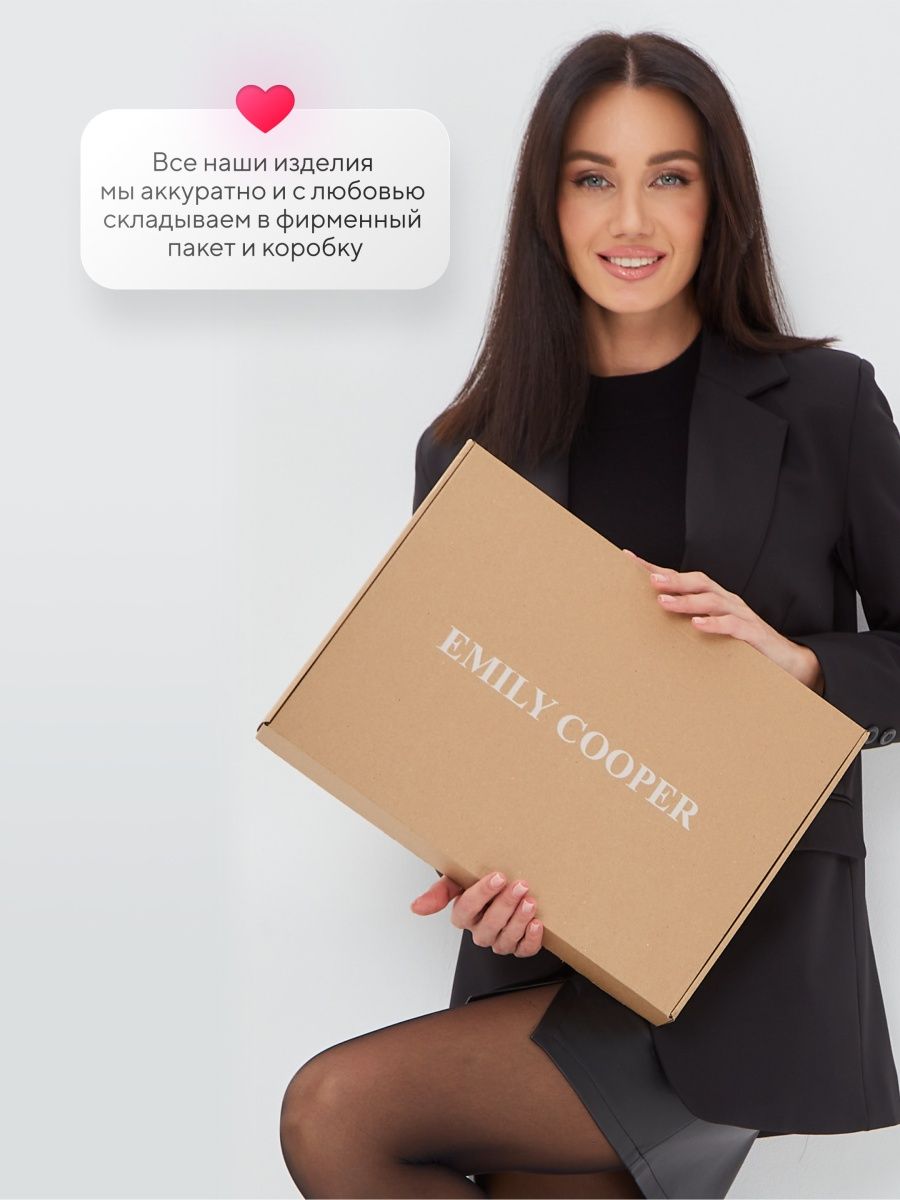 Все наши изделия
мы аккуратно и с любовью
складываем в фирменный
пакет и коробку
EMILY COOPER